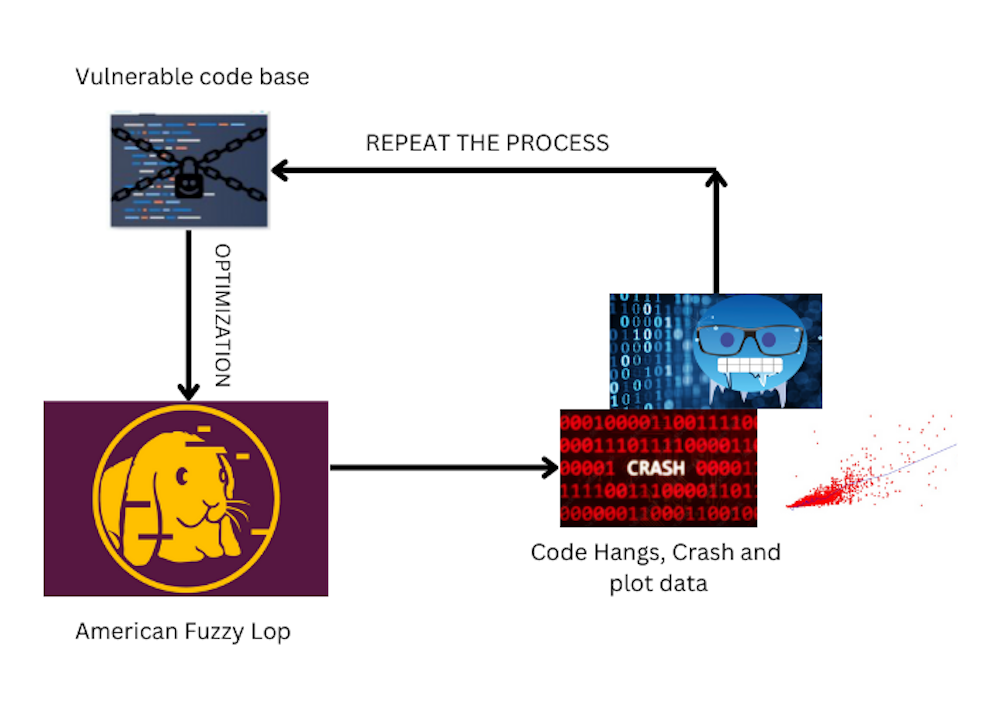 Vulnerable code base
REPEAT THE PROCESS
OPTIMIZATION
CRASH
Code Hangs, Crash and
plot data
American Fuzzy Lop